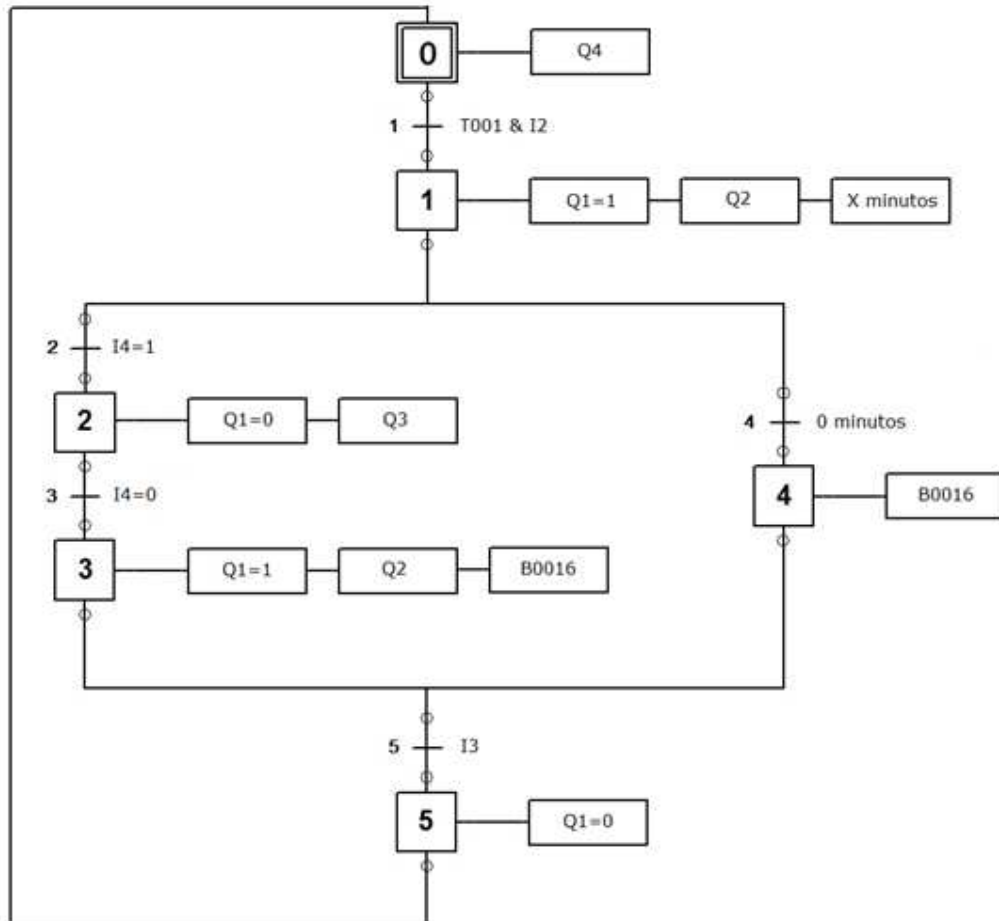 0
Q4
1 T001 & I2
1
Q1=1
Q2
X minutos
2 I4=1
2
Q1=0
Q3
4 0 minutos
3 I4=0
4
B0016
3
Q1=1
Q2
B0016
5 I3
5
Q1=0